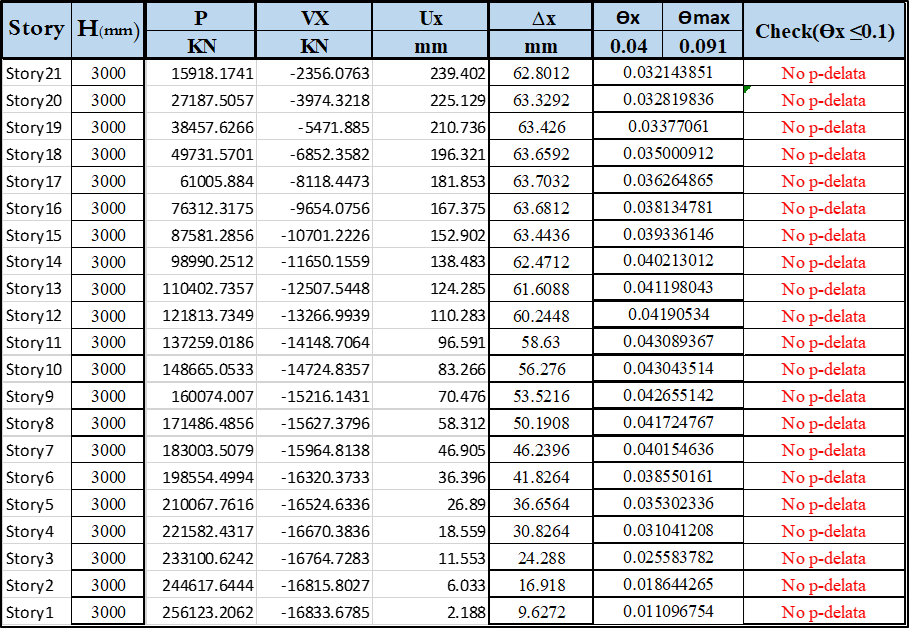 Story H(mm) P VX Ux Δx Өx Өmax Check(Өx ≤0.1)
KN KN mm mm 0.04 0.091
Story21 3000 15918.1741 -2356.0763 239.402 62.8012 0.032143851 No p-delata
Story20 3000 27187.5057 -3974.3218 225.129 63.3292 0.032819836 No p-delata
Story19 3000 38457.6266 -5471.885 210.736 63.426 0.03377061 No p-delata
Story18 3000 49731.5701 -6852.3582 196.321 63.6592 0.035000912 No p-delata
Story17 3000 61005.884 -8118.4473 181.853 63.7032 0.036264865 No p-delata
Story16 3000 76312.3175 -9654.0756 167.375 63.6812 0.038134781 No p-delata
Story15 3000 87581.2856 -10701.2226 152.902 63.4436 0.039336146 No p-delata
Story14 3000 98990.2512 -11650.1559 138.483 62.4712 0.040213012 No p-delata
Story13 3000 110402.7357 -12507.5448 124.285 61.6088 0.041198043 No p-delata
Story12 3000 121813.7349 -13266.9939 110.283 60.2448 0.04190534 No p-delata
Story11 3000 137259.0186 -14148.7064 96.591 58.63 0.043089367 No p-delata
Story10 3000 148665.0533 -14724.8357 83.266 56.276 0.043043514 No p-delata
Story9 3000 160074.007 -15216.1431 70.476 53.5216 0.042655142 No p-delata
Story8 3000 171486.4856 -15627.3796 58.312 50.1908 0.041724767 No p-delata
Story7 3000 183003.5079 -15964.8138 46.905 46.2396 0.040154636 No p-delata
Story6 3000 198554.4994 -16320.3733 36.396 41.8264 0.038550161 No p-delata
Story5 3000 210067.7616 -16524.6336 26.89 36.6564 0.035302336 No p-delata
Story4 3000 221582.4317 -16670.3836 18.559 30.8264 0.031041208 No p-delata
Story3 3000 233100.6242 -16764.7283 11.553 24.288 0.025583782 No p-delata
Story2 3000 244617.6444 -16815.8027 6.033 16.918 0.018644265 No p-delata
Story1 3000 256123.2062 -16833.6785 2.188 9.6272 0.011096754 No p-delata